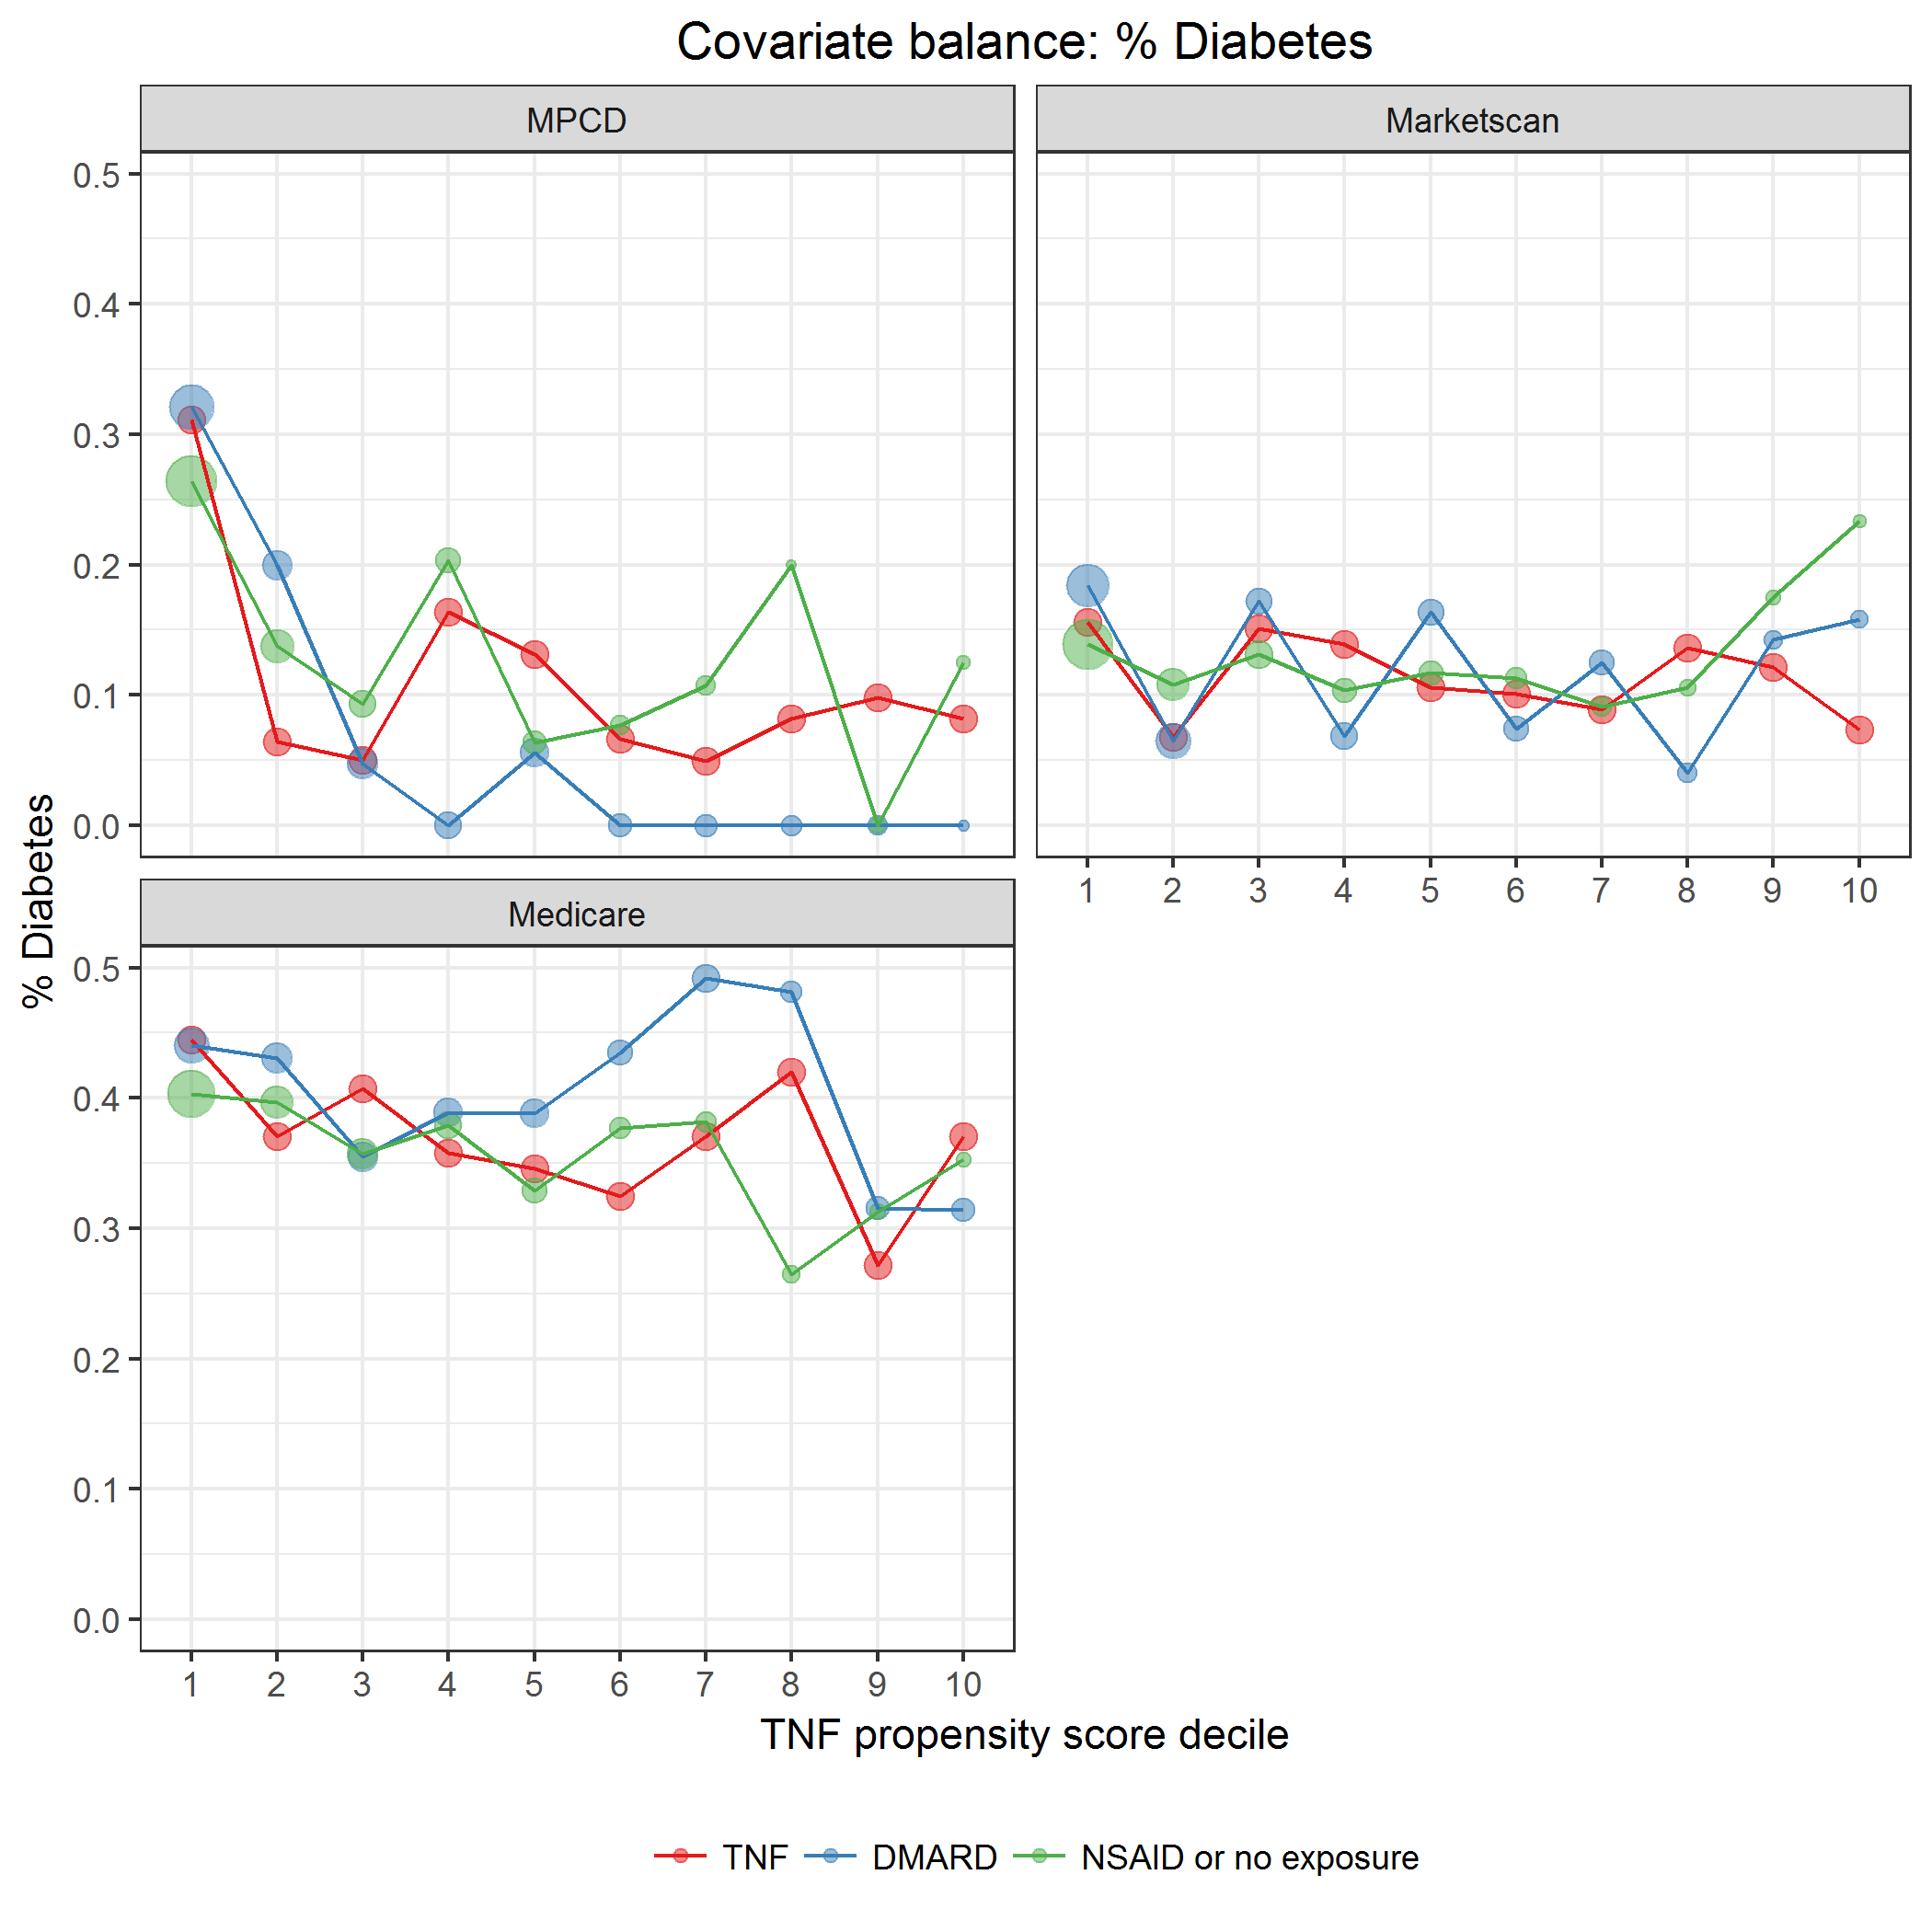 Covariate balance: % Diabetes
MPCD
Marketscan
0.5
0.4
0.3
0.2
0.1
0.0
1 2 3 4 5 6 7 8 9 10
Medicare
% Diabetes
0.5
0.4
0.3
0.2
0.1
0.0
1 2 3 4 5 6 7 8 9 10
TNF propensity score decile
TNF DMARD NSAID or no exposure